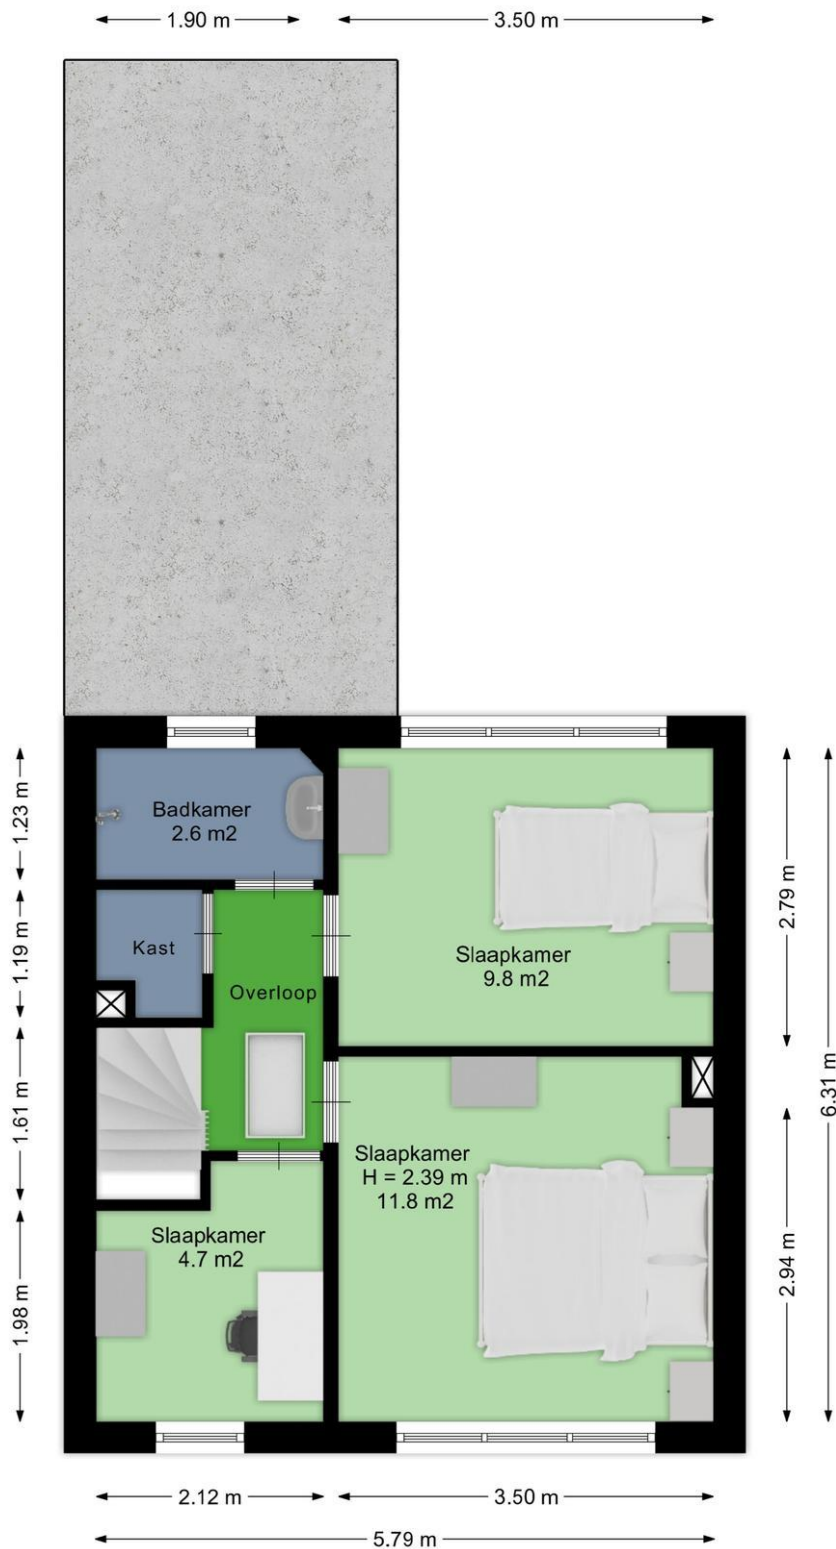 1.90 m
3.50 m
1.23 m
1.19 m
1.61 m
1.98 m
Badkamer
2.6 m2
Kast
Overloop
Slaapkamer
9.8 m2
Slaapkamer
H = 2.39 m
11.8 m2
Slaapkamer
4.7 m2
2.79 m
2.94 m
6.31 m
2.12 m
3.50 m
5.79 m